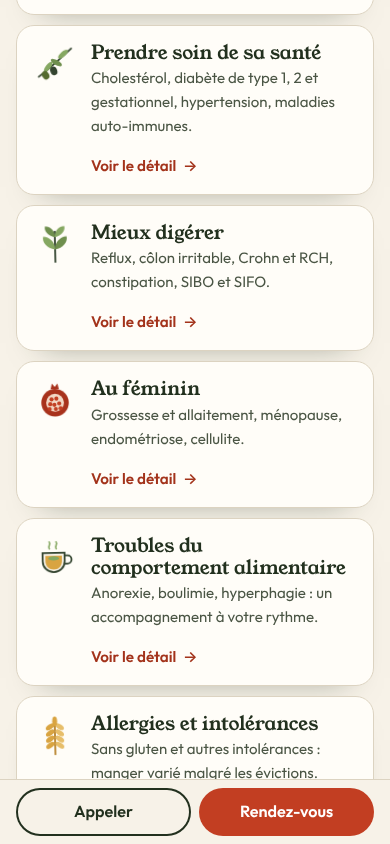 Prendre soin de sa santé
Cholestérol, diabète de type 1, 2 et
gestationnel, hypertension, maladies
auto-immunes.
Voir le détail →
Mieux digérer
Reflux, côlon irritable, Crohn et RCH,
constipation, SIBO et SIFO.
Voir le détail →
Au féminin
Grossesse et allaitement, ménopause,
endométriose, cellulite.
Voir le détail →
Troubles du
comportement alimentaire
Anorexie, boulimie, hyperphagie : un
accompagnement à votre rythme.
Voir le détail →
Allergies et intolérances
Sans gluten et autres intolérances :
manger varié malgré les évictions.
Appeler
Rendez-vous